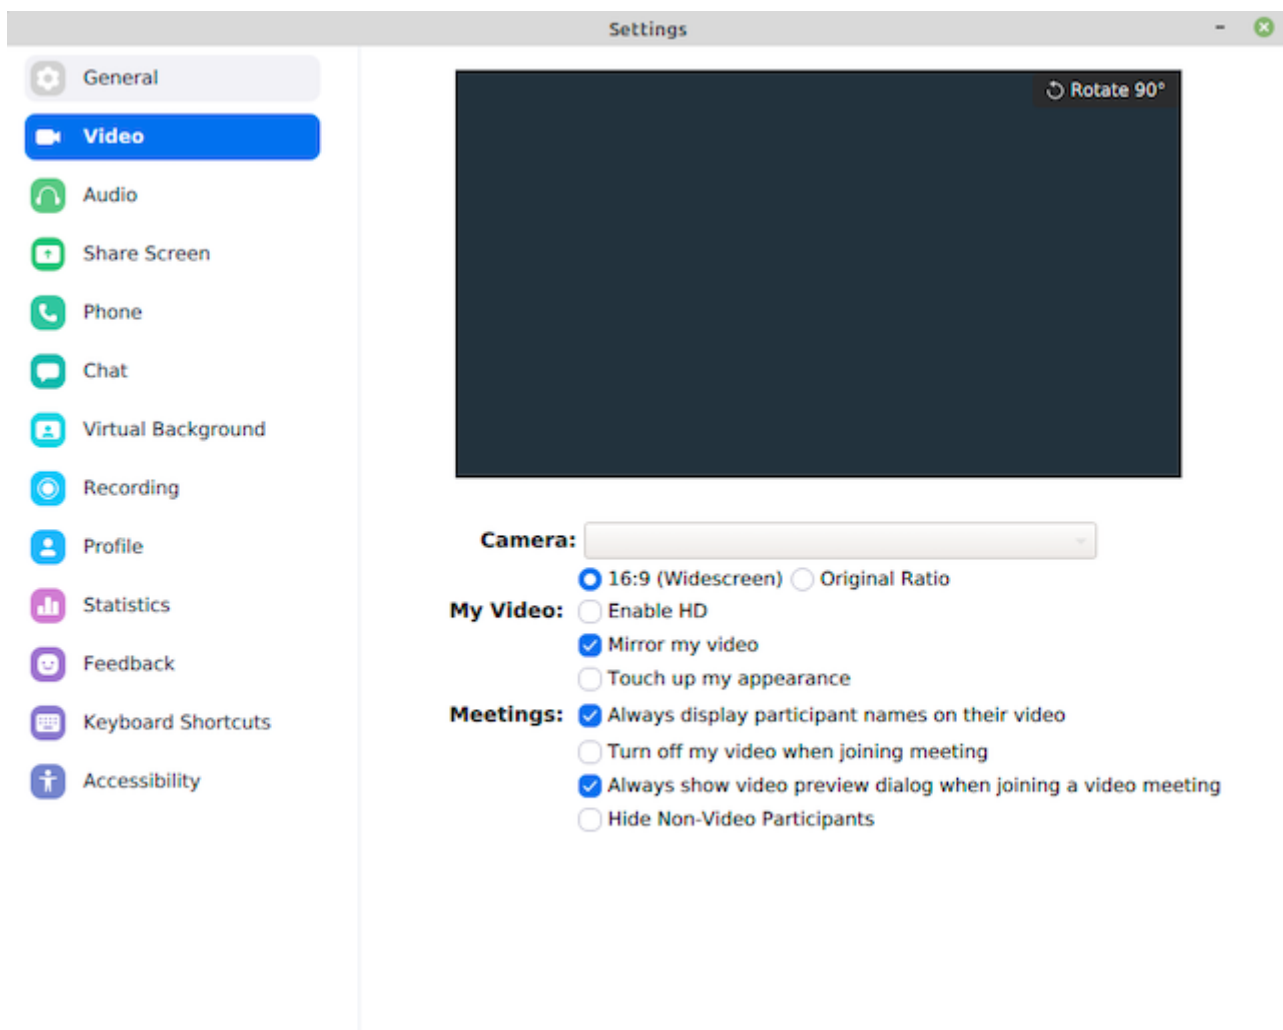 Settings
General
Video
Audio
Share Screen
Phone
Chat
Virtual Background
Recording
Profile
Statistics
Feedback
Keyboard Shortcuts
Accessibility
Rotate 90°
Camera:
16:9 (Widescreen) Original Ratio
My Video: Enable HD
Mirror my video
Touch up my appearance
Meetings: Always display participant names on their video
Turn off my video when joining meeting
Always show video preview dialog when joining a video meeting
Hide Non-Video Participants